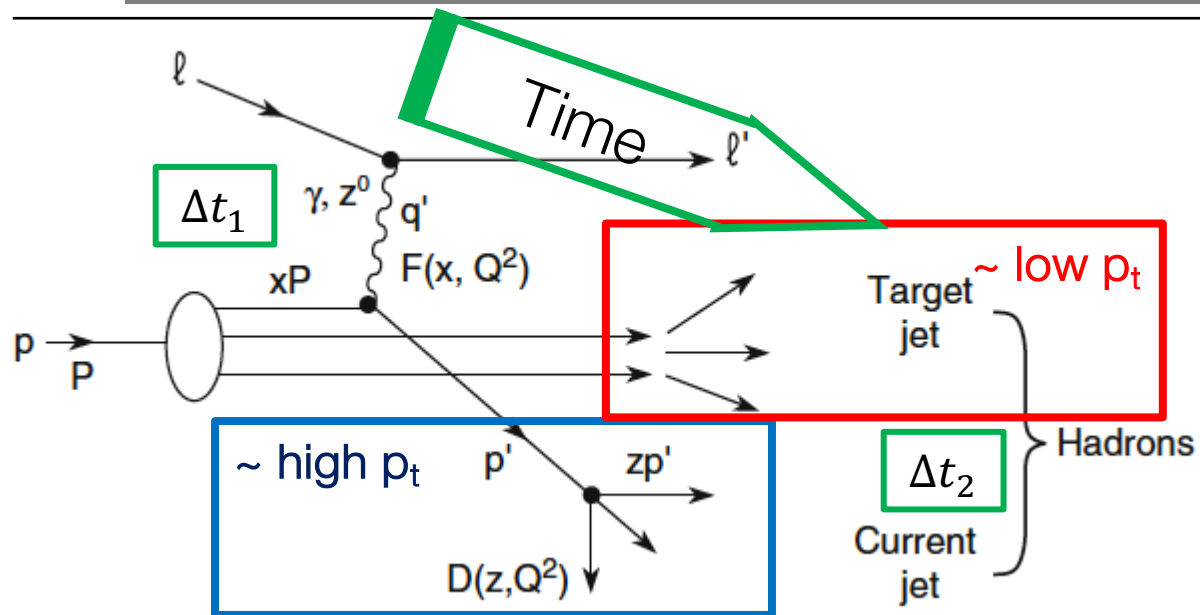 ℓ
Time
ℓ'
Δt₁
γ, z⁰
q'
F(x, Q²)
xP
~ low pₜ
Target
jet
p
P
Hadrons
~ high pₜ
p'
zp'
Δt₂
D(z,Q²)
Current
jet